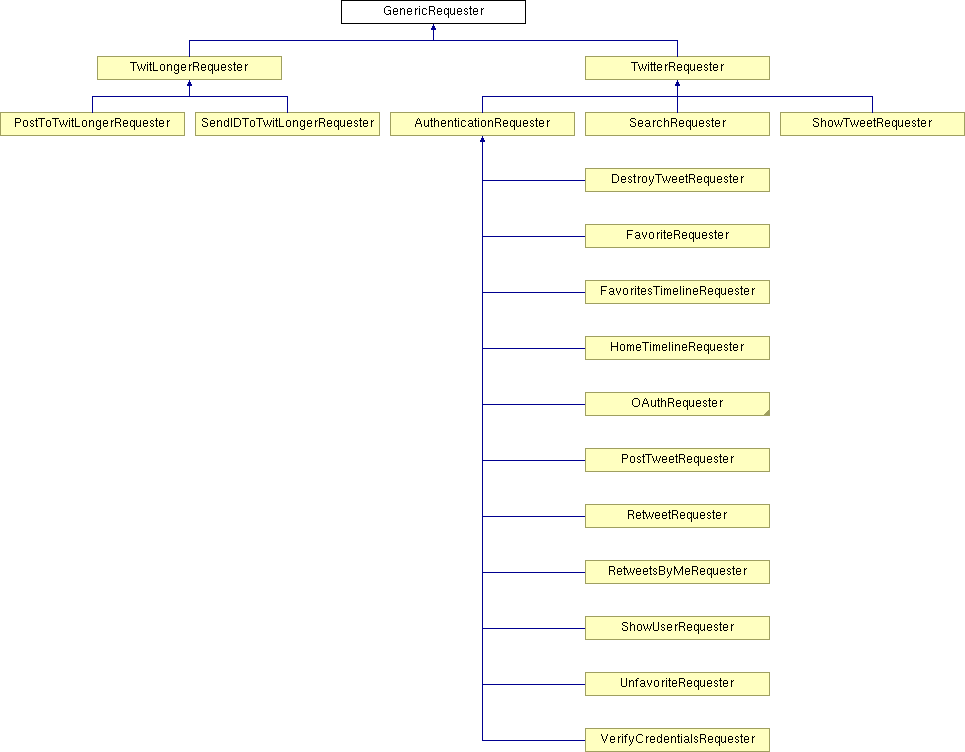 GenericRequester
TwitLongerRequester
TwitterRequester
PostToTwitLongerRequester
SendIDToTwitLongerRequester
AuthenticationRequester
SearchRequester
ShowTweetRequester
DestroyTweetRequester
FavoriteRequester
FavoritesTimelineRequester
HomeTimelineRequester
OAuthRequester
PostTweetRequester
RetweetRequester
RetweetsByMeRequester
ShowUserRequester
UnfavoriteRequester
VerifyCredentialsRequester